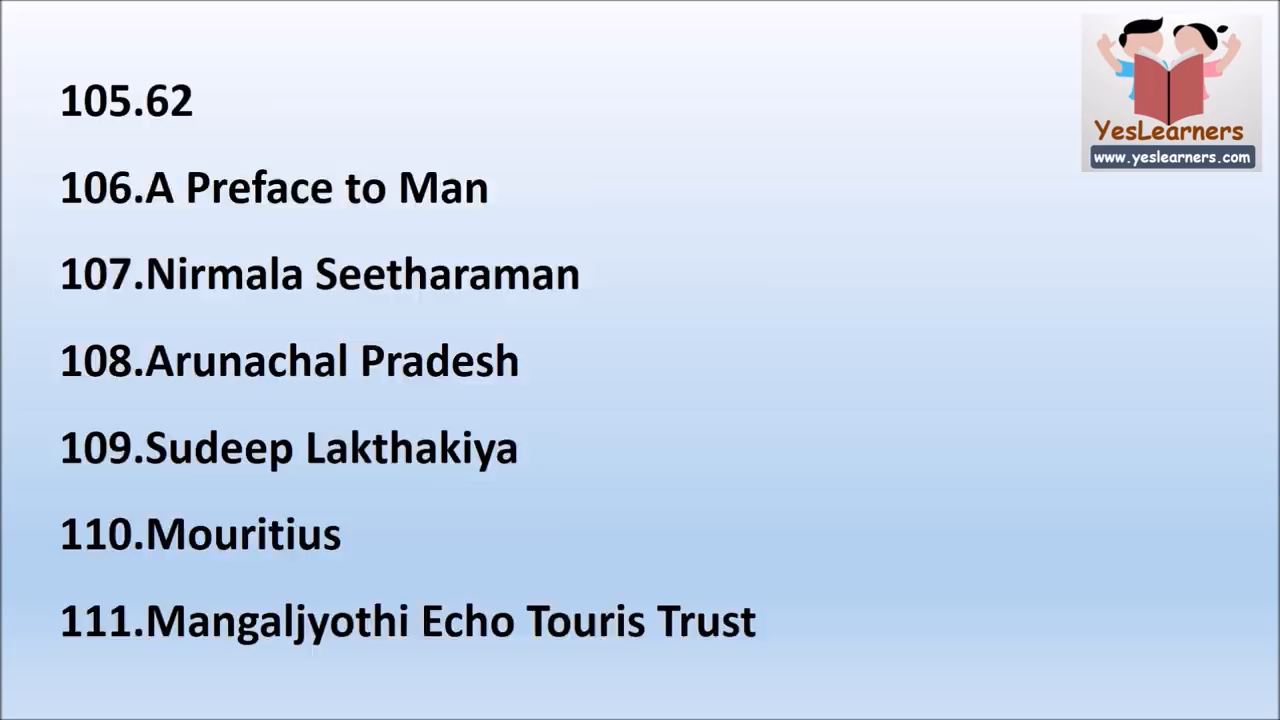 105.62
106.A Preface to Man
107.Nirmala Seetharaman
108.Arunachal Pradesh
109.Sudeep Lakthakiya
110.Mouritius
111.Mangaljyothi Echo Touris Trust
YesLearners
www.yeslearners.com